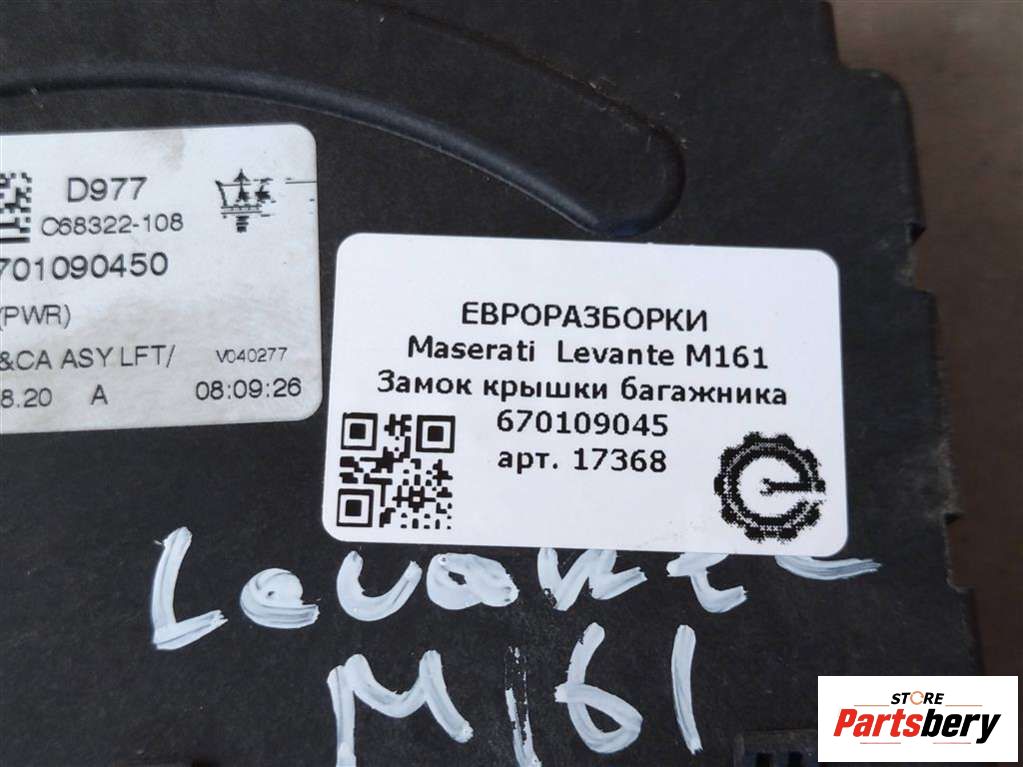 D977
C68322-108
701090450
(PWR)
&CA ASY LFT/ V040277
8.20 A 08:09:26
ЕВРОРАЗБОРКИ
Maserati Levante M161
Замок крышки багажника
670109045
арт. 17368
Levante
M161
STORE
Partsbery